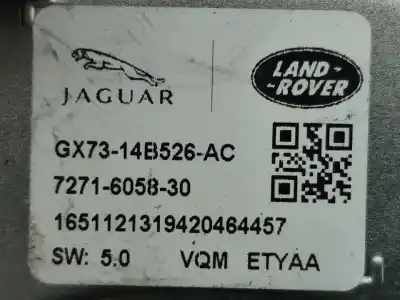 JAGUAR
LAND-
-ROVER
GX73-14B526-AC
7271-6058-30
1651121319420464457
SW: 5.0 VQM ETYAA